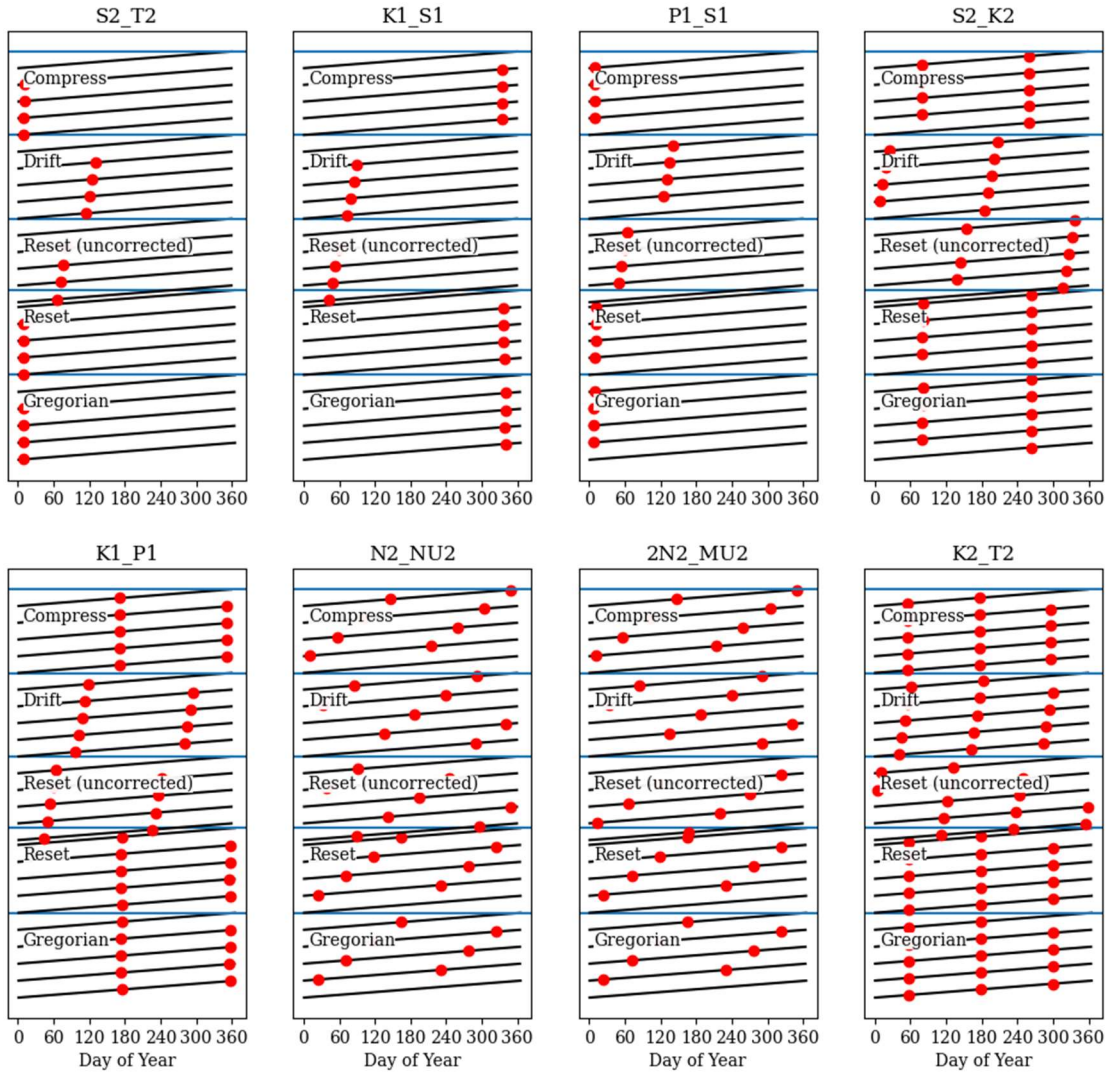 S2_T2
Compress
Drift
Reset (uncorrected)
Reset
Gregorian
0 60 120 180 240 300 360
K1_S1
Compress
Drift
Reset (uncorrected)
Reset
Gregorian
0 60 120 180 240 300 360
P1_S1
Compress
Drift
Reset (uncorrected)
Reset
Gregorian
0 60 120 180 240 300 360
S2_K2
Compress
Drift
Reset (uncorrected)
Reset
Gregorian
0 60 120 180 240 300 360
K1_P1
Compress
Drift
Reset (uncorrected)
Reset
Gregorian
0 60 120 180 240 300 360
Day of Year
N2_NU2
Compress
Drift
Reset (uncorrected)
Reset
Gregorian
0 60 120 180 240 300 360
Day of Year
2N2_MU2
Compress
Drift
Reset (uncorrected)
Reset
Gregorian
0 60 120 180 240 300 360
Day of Year
K2_T2
Compress
Drift
Reset (uncorrected)
Reset
Gregorian
0 60 120 180 240 300 360
Day of Year